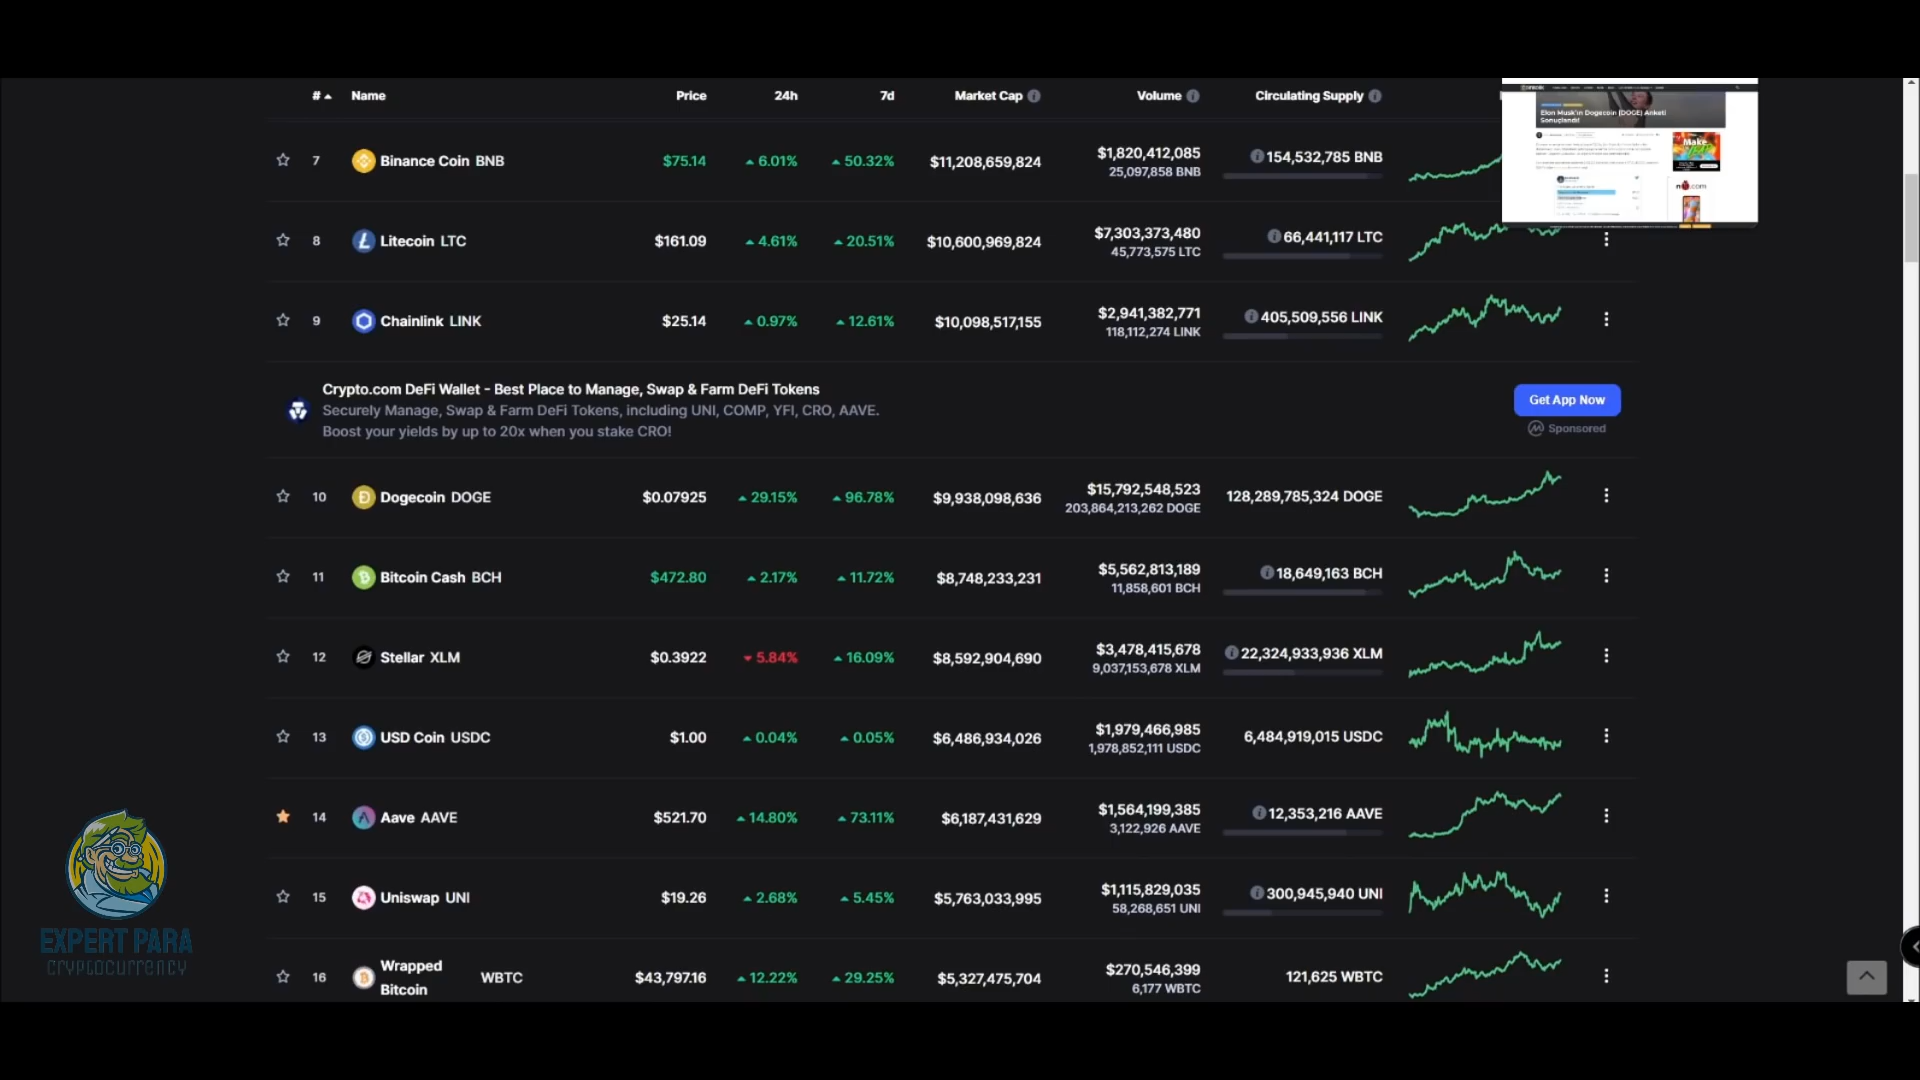 # Name Price 24h 7d Market Cap Volume Circulating Supply
Elon Musk'ın Dogecoin (DOGE) Anketi
Sonuçlandı!
7 Binance Coin BNB $75.14 6.01% 50.32% $11,208,659,824 $1,820,412,085 154,532,785 BNB
25,097,858 BNB
8 Litecoin LTC $161.09 4.61% 20.51% $10,600,969,824 $7,303,373,480 66,441,117 LTC
45,773,575 LTC
9 Chainlink LINK $25.14 0.97% 12.61% $10,098,517,155 $2,941,382,771 405,509,556 LINK
118,112,274 LINK
Crypto.com DeFi Wallet - Best Place to Manage, Swap & Farm DeFi Tokens
Securely Manage, Swap & Farm DeFi Tokens, including UNI, COMP, YFI, CRO, AAVE.
Boost your yields by up to 20x when you stake CRO!
Get App Now
Sponsored
10 Dogecoin DOGE $0.07925 29.15% 96.78% $9,938,098,636 $15,792,548,523 128,289,785,324 DOGE
203,864,213,262 DOGE
11 Bitcoin Cash BCH $472.80 2.17% 11.72% $8,748,233,231 $5,562,813,189 18,649,163 BCH
11,858,601 BCH
12 Stellar XLM $0.3922 5.84% 16.09% $8,592,904,690 $3,478,415,678 22,324,933,936 XLM
9,037,153,678 XLM
13 USD Coin USDC $1.00 0.04% 0.05% $6,486,934,026 $1,979,466,985 6,484,919,015 USDC
1,978,852,111 USDC
14 Aave AAVE $521.70 14.80% 73.11% $6,187,431,629 $1,564,199,385 12,353,216 AAVE
3,122,926 AAVE
15 Uniswap UNI $19.26 2.68% 5.45% $5,763,033,995 $1,115,829,035 300,945,940 UNI
58,268,651 UNI
16 Wrapped Bitcoin WBTC $43,797.16 12.22% 29.25% $5,327,475,704 $270,546,399 121,625 WBTC
6,177 WBTC
EXPERT PARA
CRYPTOCURRENCY